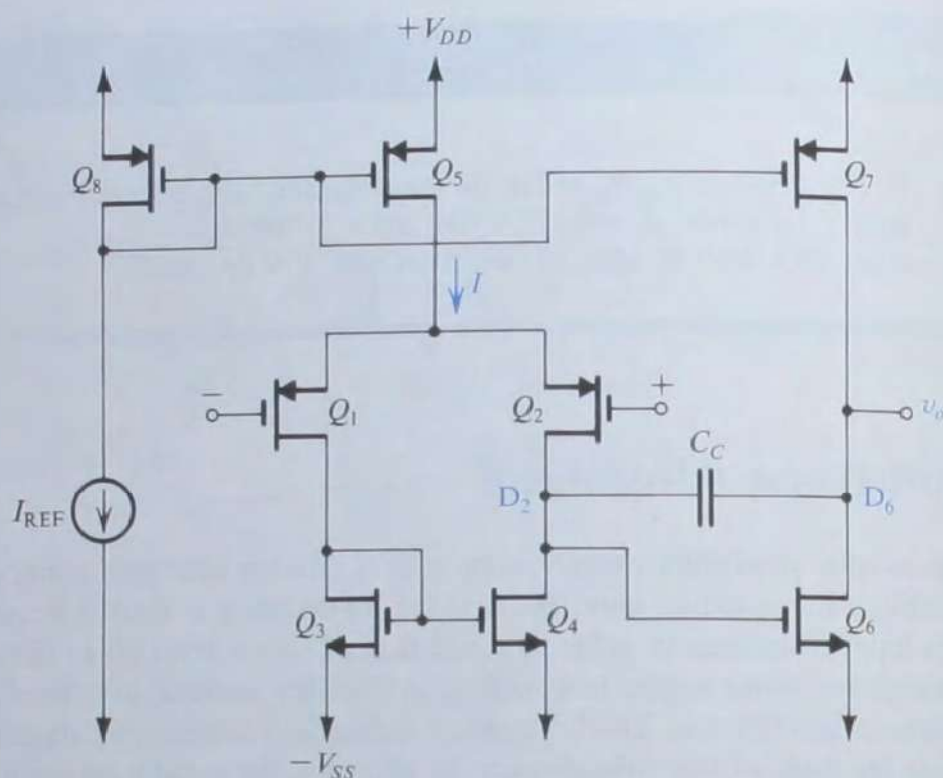 +V_DD
Q_8
Q_5
Q_7
I
−
Q_1
Q_2
+
v_o
C_C
D_2
D_6
I_REF
Q_3
Q_4
Q_6
−V_SS